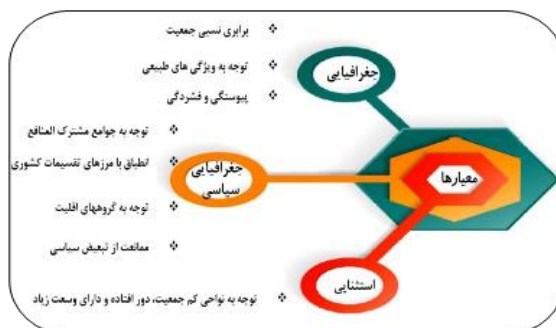 برابری نسبی جمعیت
توجه به ویژگی های طبیعی
پیوستگی و فشردگی
جغرافیایی
توجه به جوامع مشترک المنافع
انطباق با مرزهای تقسیمات کشوری
توجه به گروههای اقلیت
ممانعت از تبعیض سیاسی
جغرافیایی
سیاسی
معیارها
استثنایی
توجه به نواحی کم جمعیت، دور افتاده و دارای وسعت زیاد